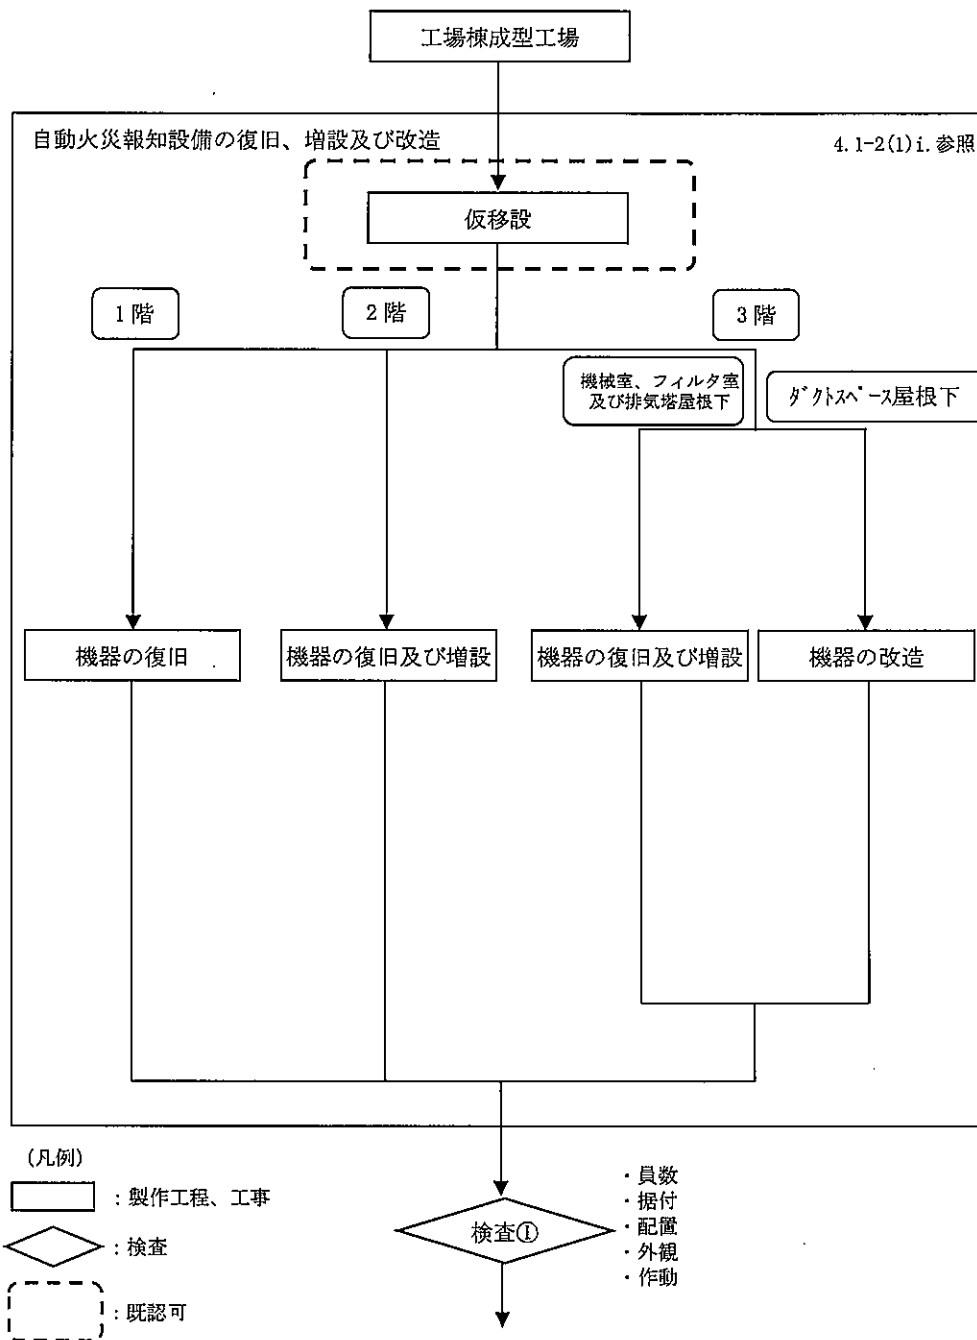 工場棟成型工場
自動火災報知設備の復旧、増設及び改造
4.1-2(1)i.参照
仮移設
1階
2階
3階
機械室、フィルタ室
及び排気塔屋根下
ダクトスペース屋根下
機器の復旧
機器の復旧及び増設
機器の復旧及び増設
機器の改造
(凡例)
：製作工程、工事
：検査
：既認可
検査①
・員数
・据付
・配置
・外観
・作動